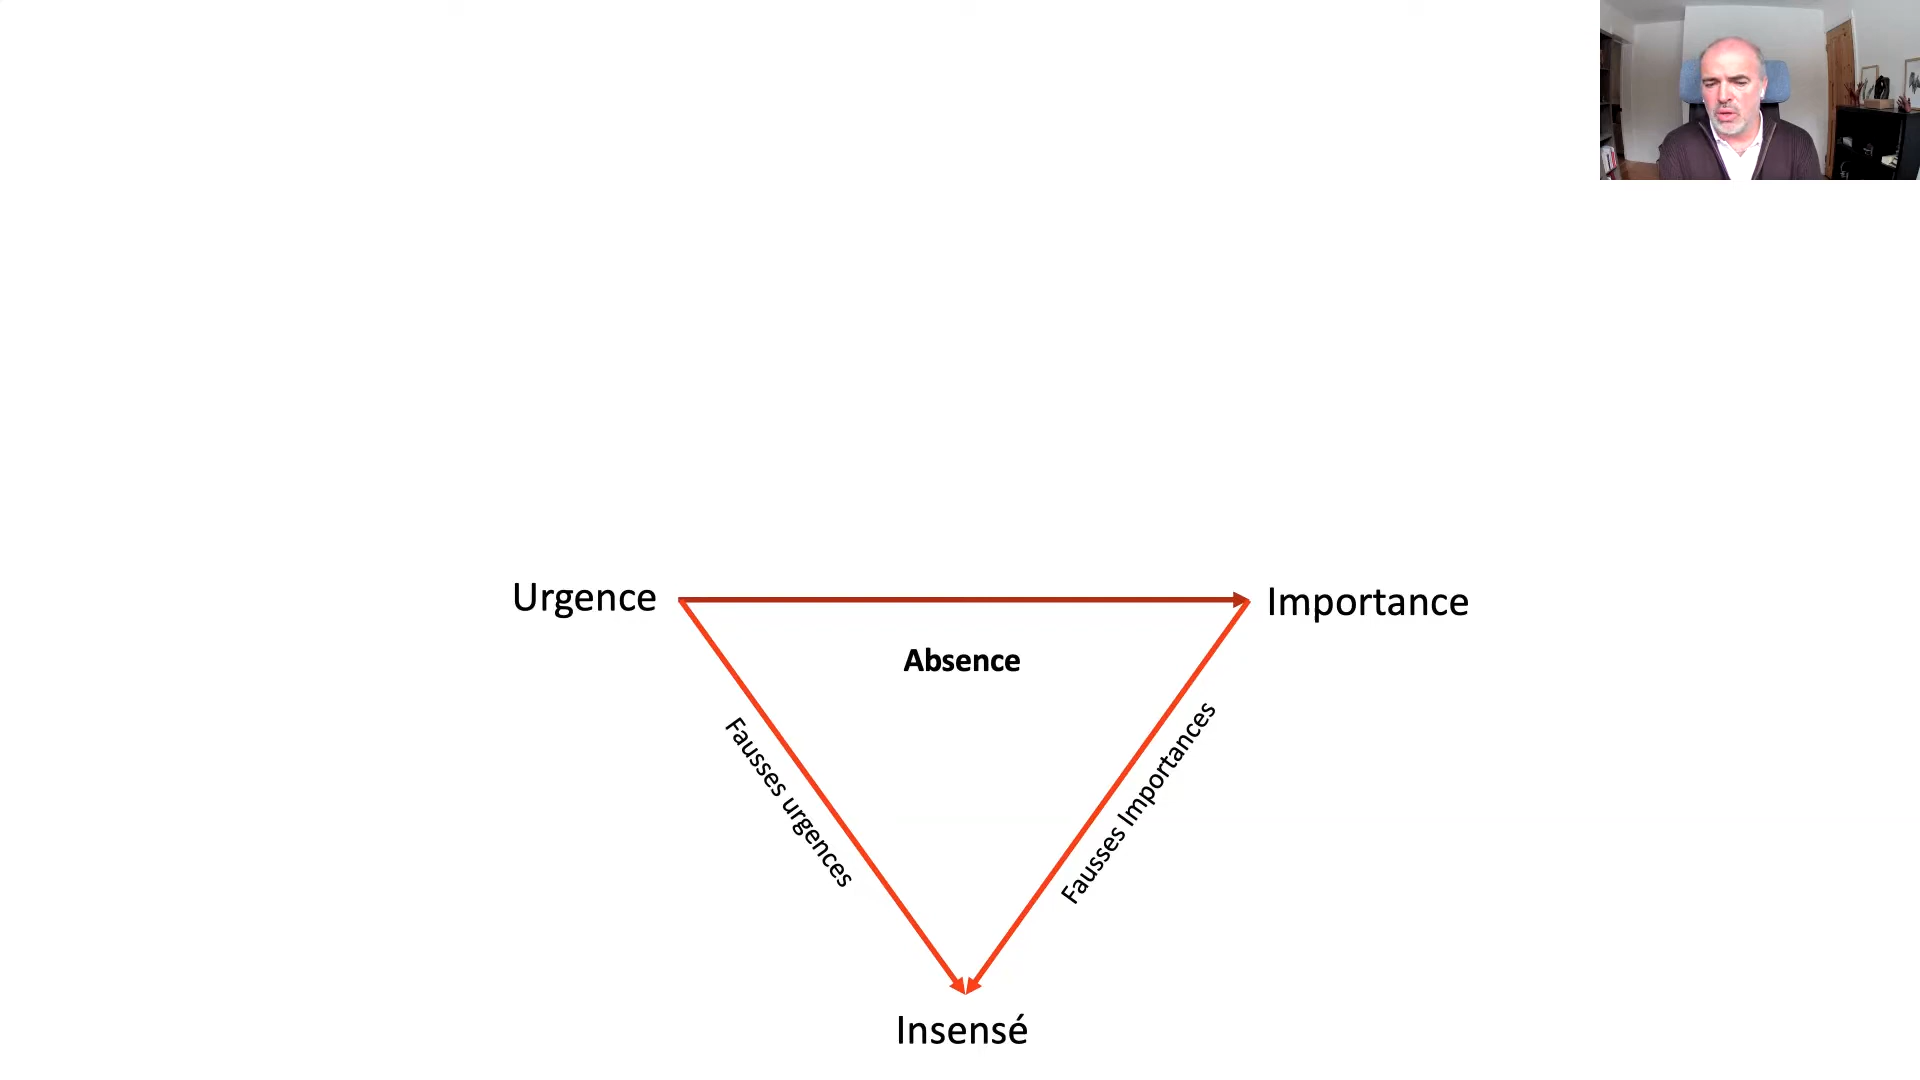 Urgence
Importance
Absence
Fausses urgences
Fausses Importances
Insensé